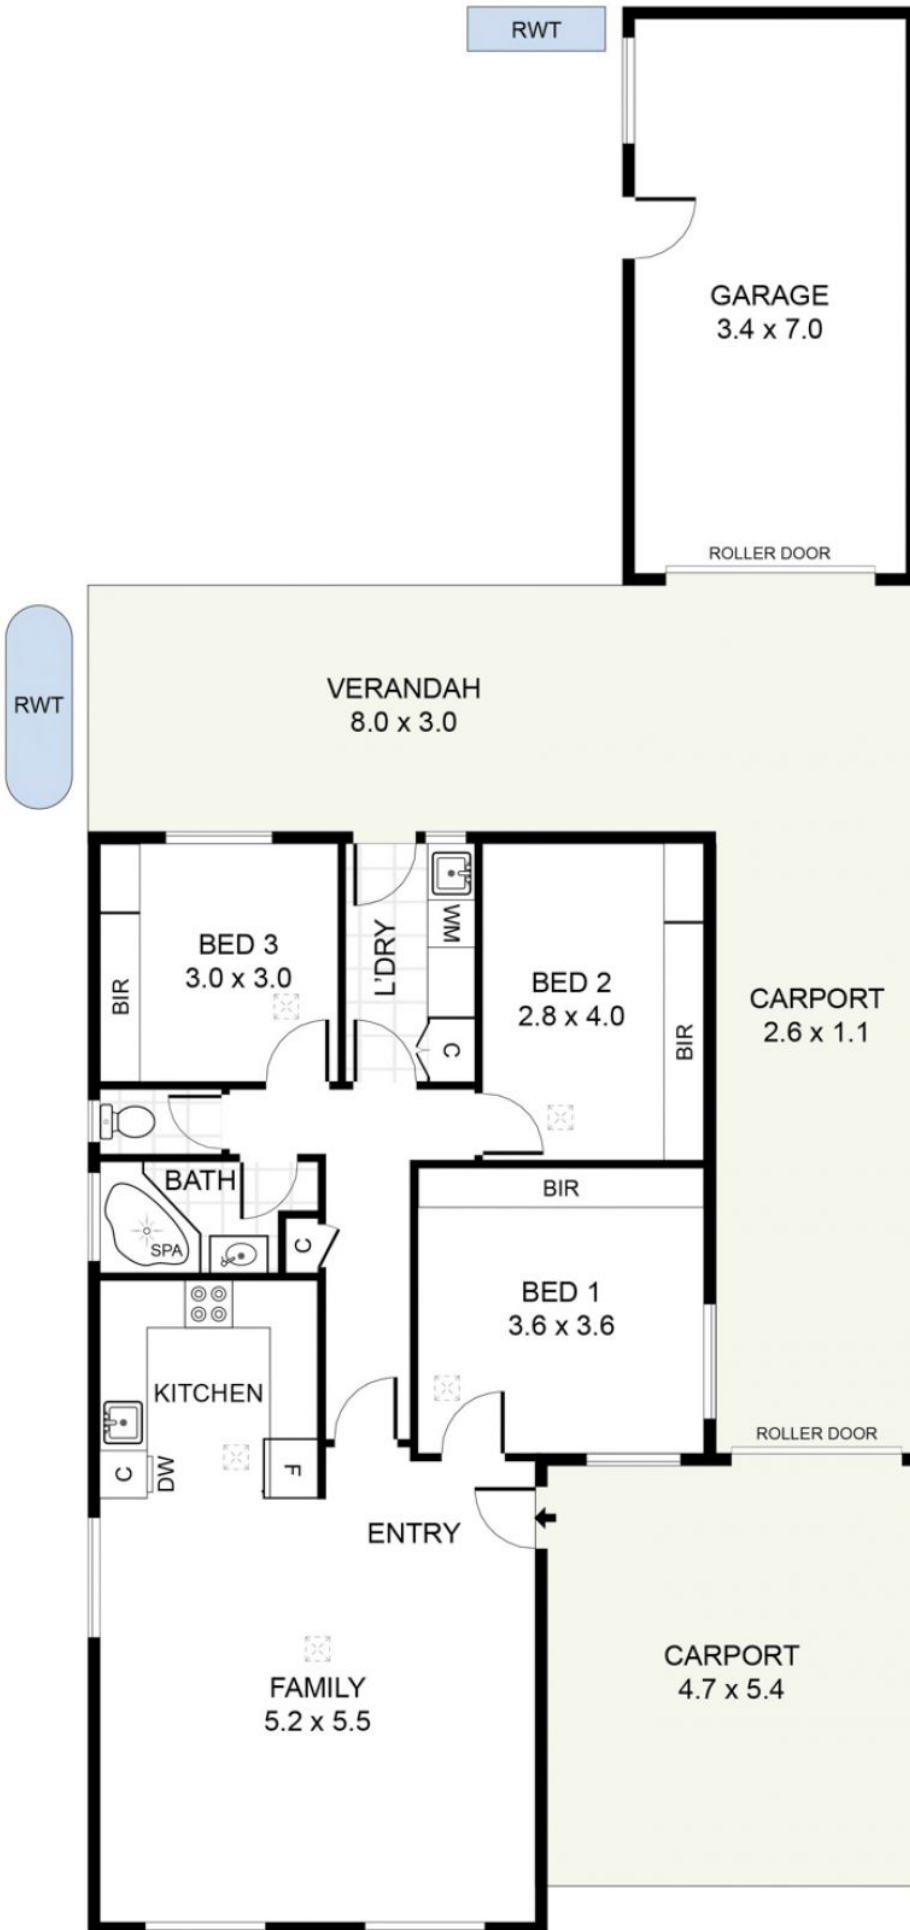 RWT
GARAGE
3.4 x 7.0
ROLLER DOOR
VERANDAH
8.0 x 3.0
RWT
BED 3
3.0 x 3.0
BIR
L'DRY
WM
C
BED 2
2.8 x 4.0
BIR
CARPORT
2.6 x 1.1
BATH
SPA
C
BIR
BED 1
3.6 x 3.6
KITCHEN
C
DW
F
ROLLER DOOR
ENTRY
FAMILY
5.2 x 5.5
CARPORT
4.7 x 5.4